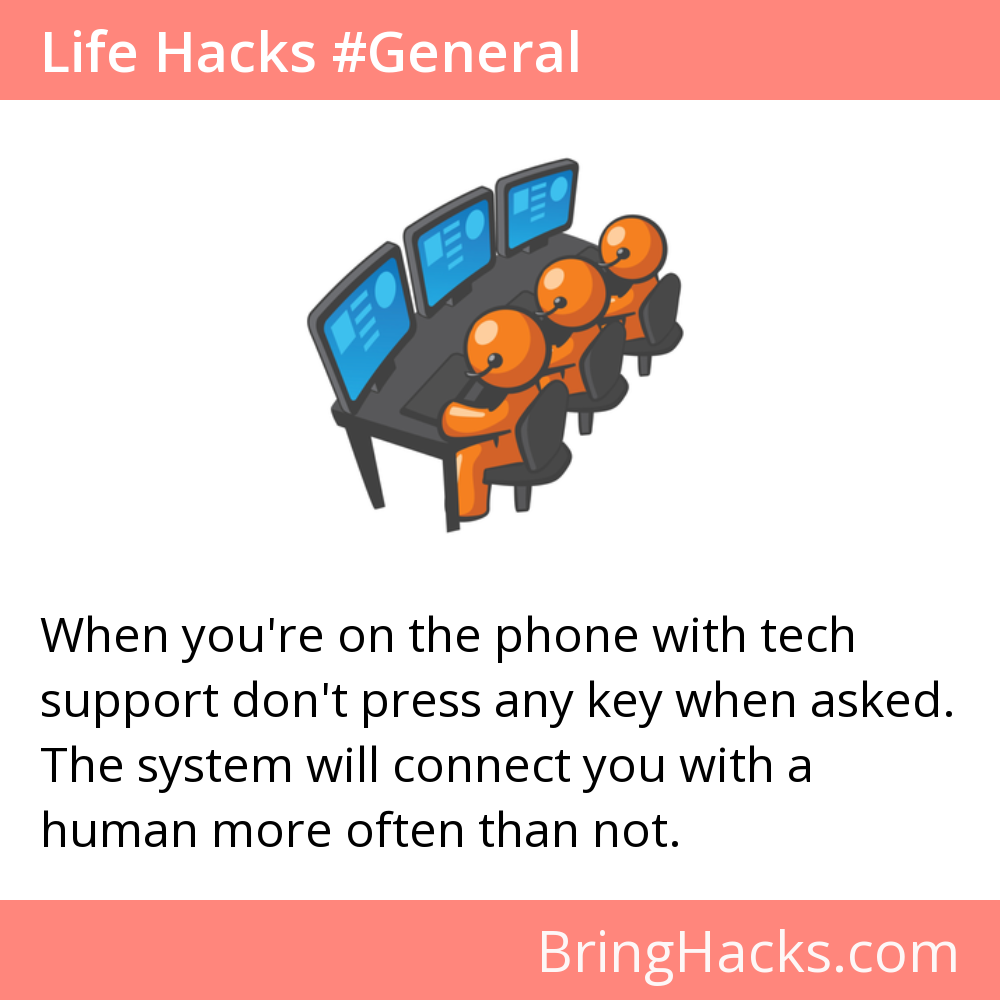 Life Hacks #General
When you're on the phone with tech
support don't press any key when asked.
The system will connect you with a
human more often than not.
BringHacks.com